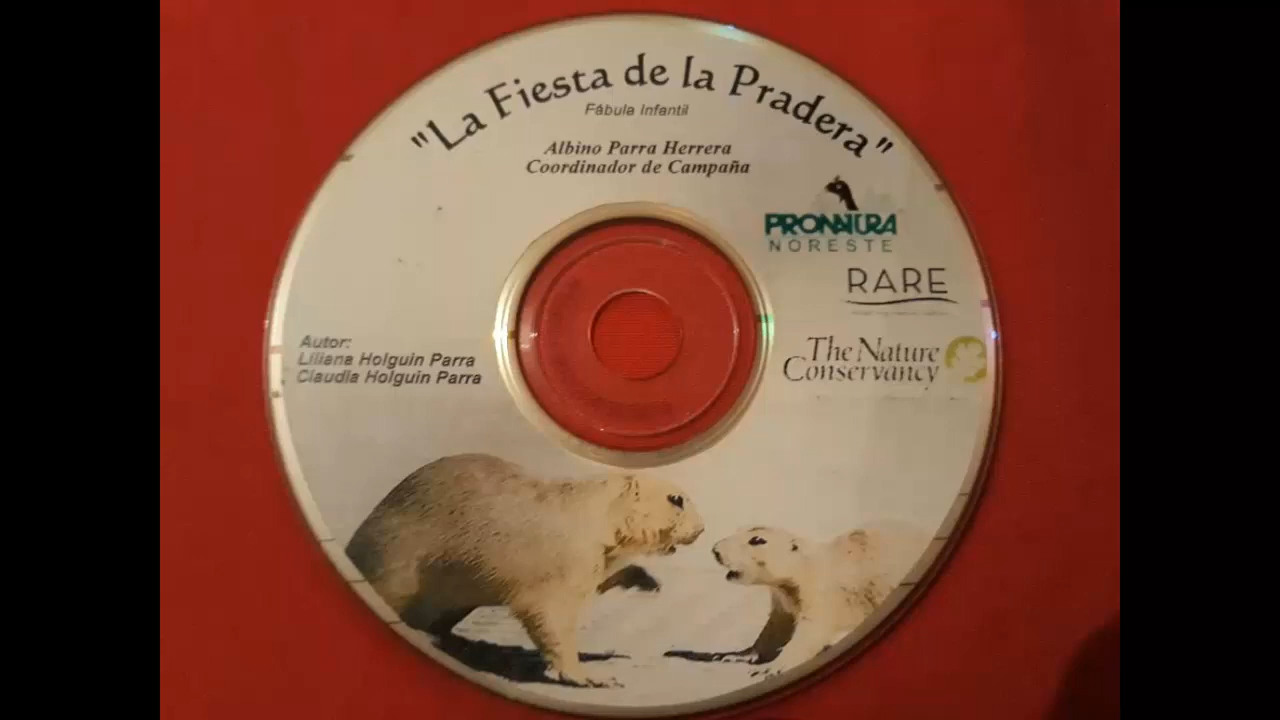 "La Fiesta de la Pradera"
Fábula Infantil
Albino Parra Herrera
Coordinador de Campaña
PRONATURA
NORESTE
RARE
Autor:
Liliana Holguin Parra
Claudia Holguin Parra
The Nature
Conservancy